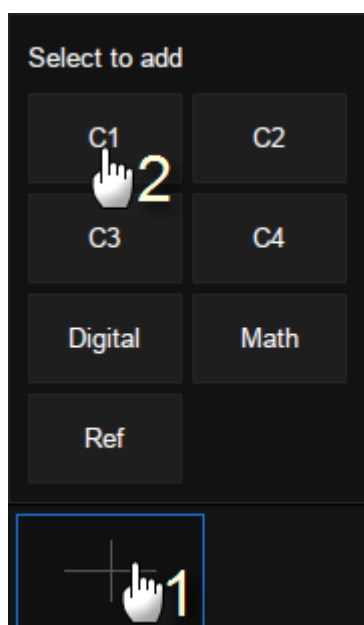 Select to add
C1 C2
2
C3 C4
Digital Math
Ref
1